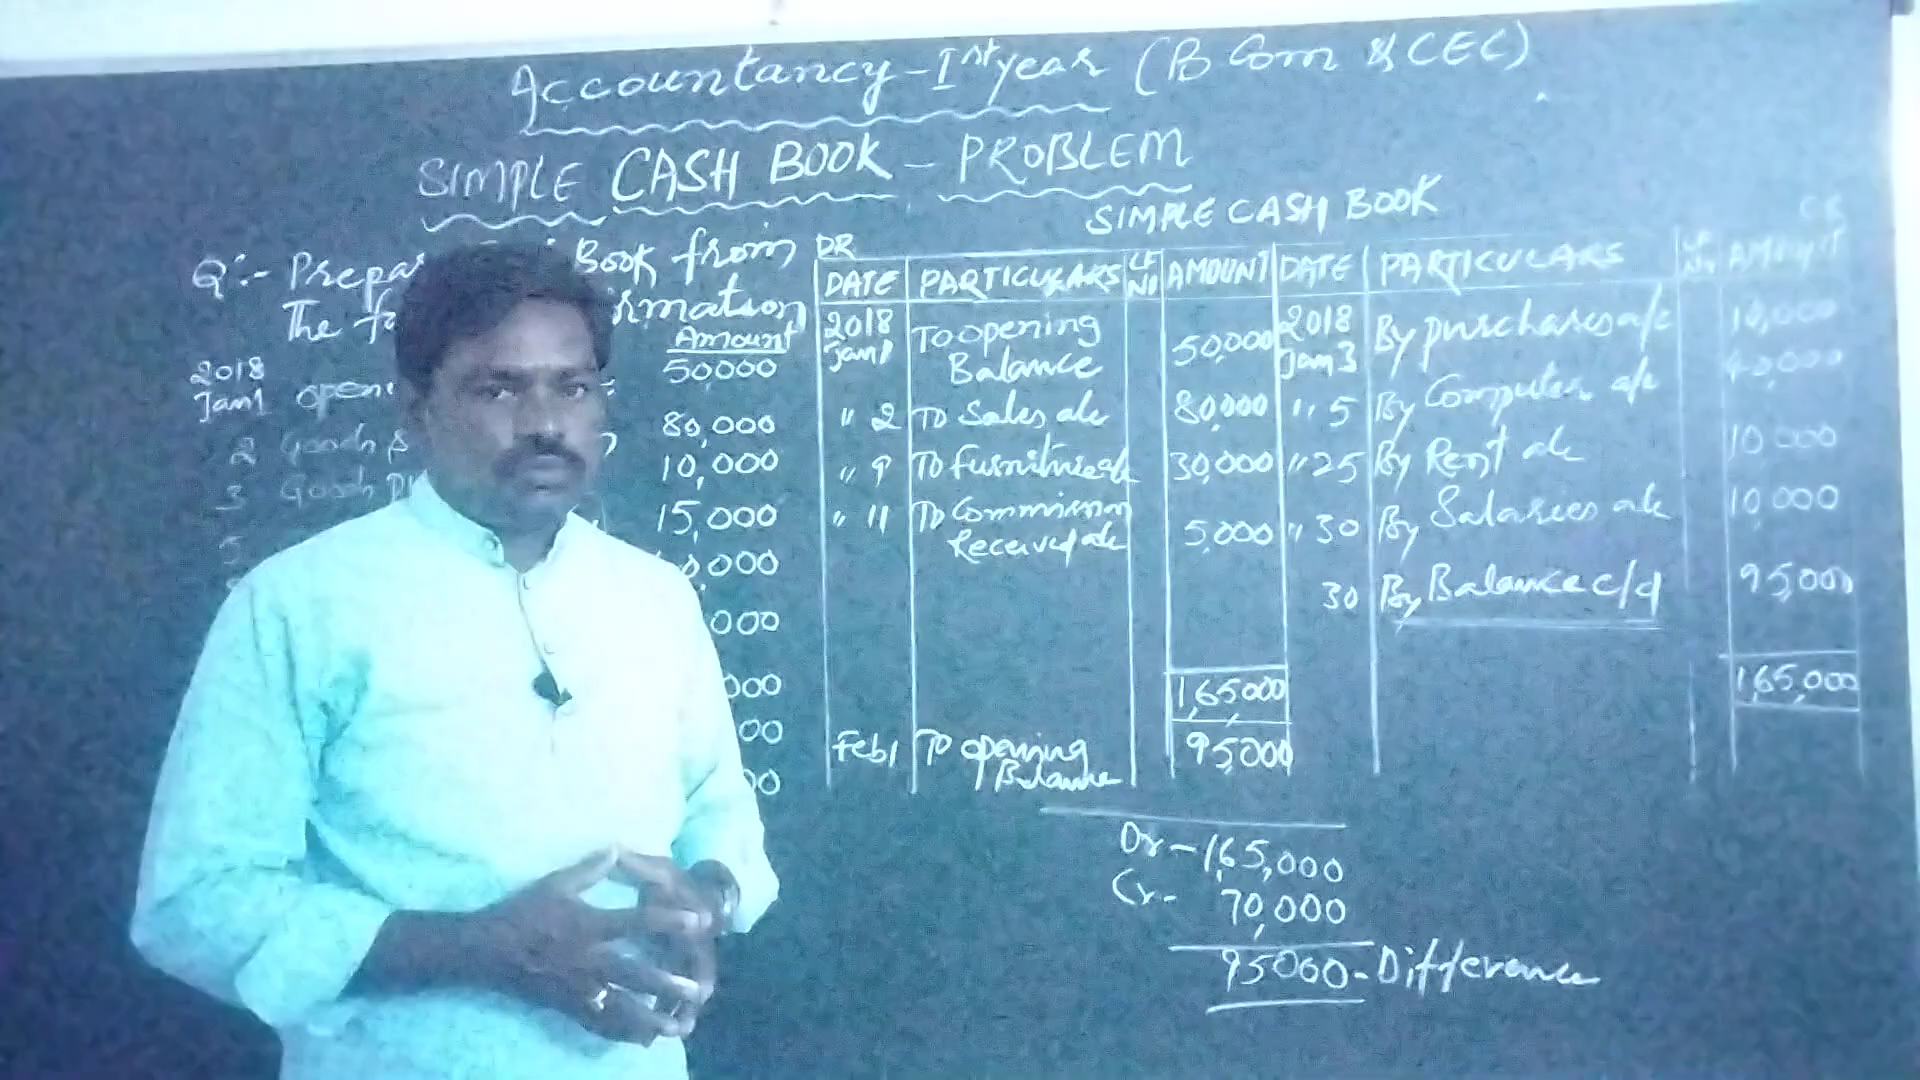 Accountancy - Ist year (B Com & CEC)
SIMPLE CASH BOOK - PROBLEM
Q:- Book from
The
Amount
2018
Jan 1 50,000
2 Goods 80,000
3 Goods 10,000
5 15,000
SIMPLE CASH BOOK
DR CR
DATE PARTICULARS LF No AMOUNT DATE PARTICULARS LF No AMOUNT
2018 Jan 1 To opening Balance 50,000 2018 Jan 3 By purchases a/c 10,000
" 2 To Sales a/c 80,000 " 5 By Computer a/c 40,000
" 9 To furniture a/c 30,000 " 25 By Rent a/c 10 000
" 11 To Commission Received a/c 5,000 " 30 By Salaries a/c 10,000
30 By Balance c/d 95,000
1,65,000 1,65,000
Feb 1 To opening Balance 95,000
Dr - 1,65,000
Cr - 70,000
95000 - Difference